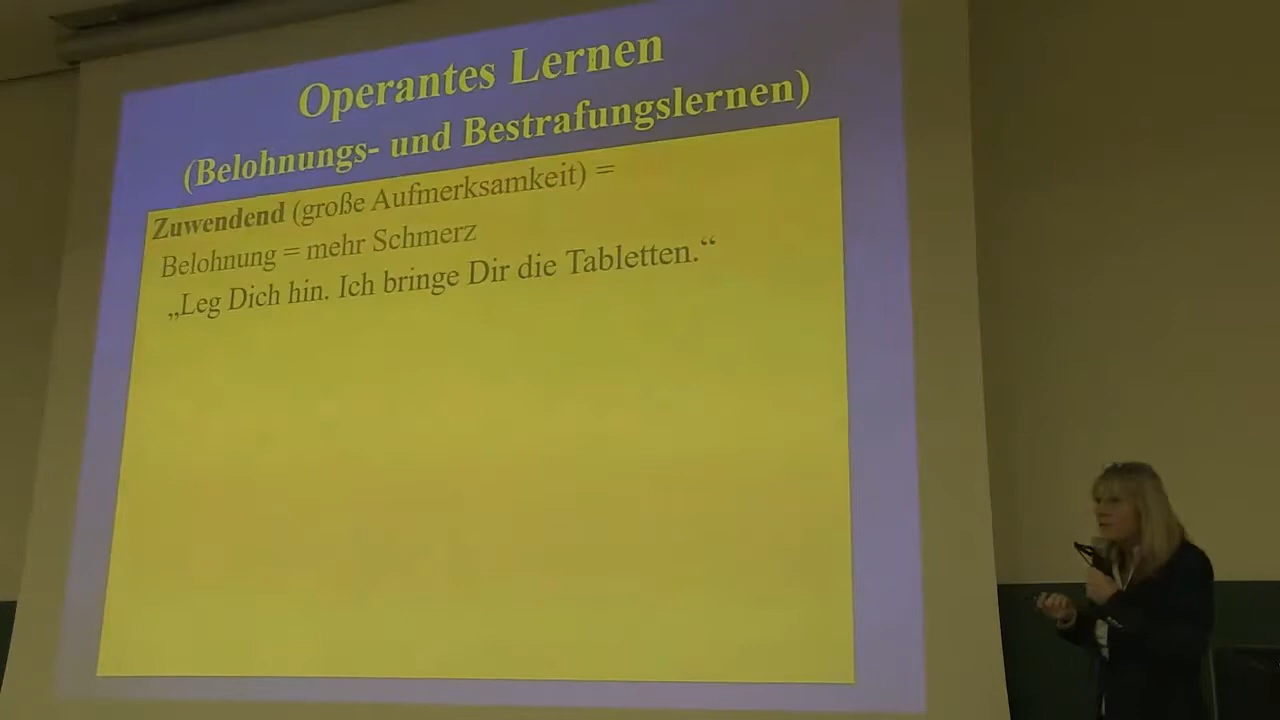 Operantes Lernen
(Belohnungs- und Bestrafungslernen)
Zuwendend (große Aufmerksamkeit) =
Belohnung = mehr Schmerz
„Leg Dich hin. Ich bringe Dir die Tabletten.“